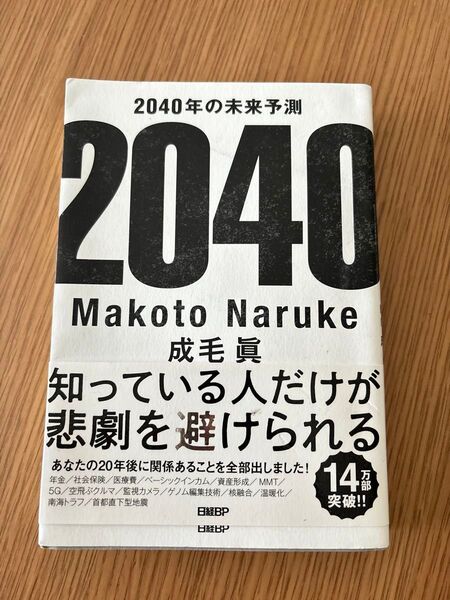 2040年の未来予測
2040
Makoto Naruke
成毛 眞
知っている人だけが
悲劇を避けられる
あなたの20年後に関係あることを全部出しました!
年金/社会保険/医療費/ベーシックインカム/資産形成/MMT/
5G/空飛ぶクルマ/監視カメラ/ゲノム編集技術/核融合/温暖化/
南海トラフ/首都直下型地震
14万部
突破!!
日経BP
日経BP